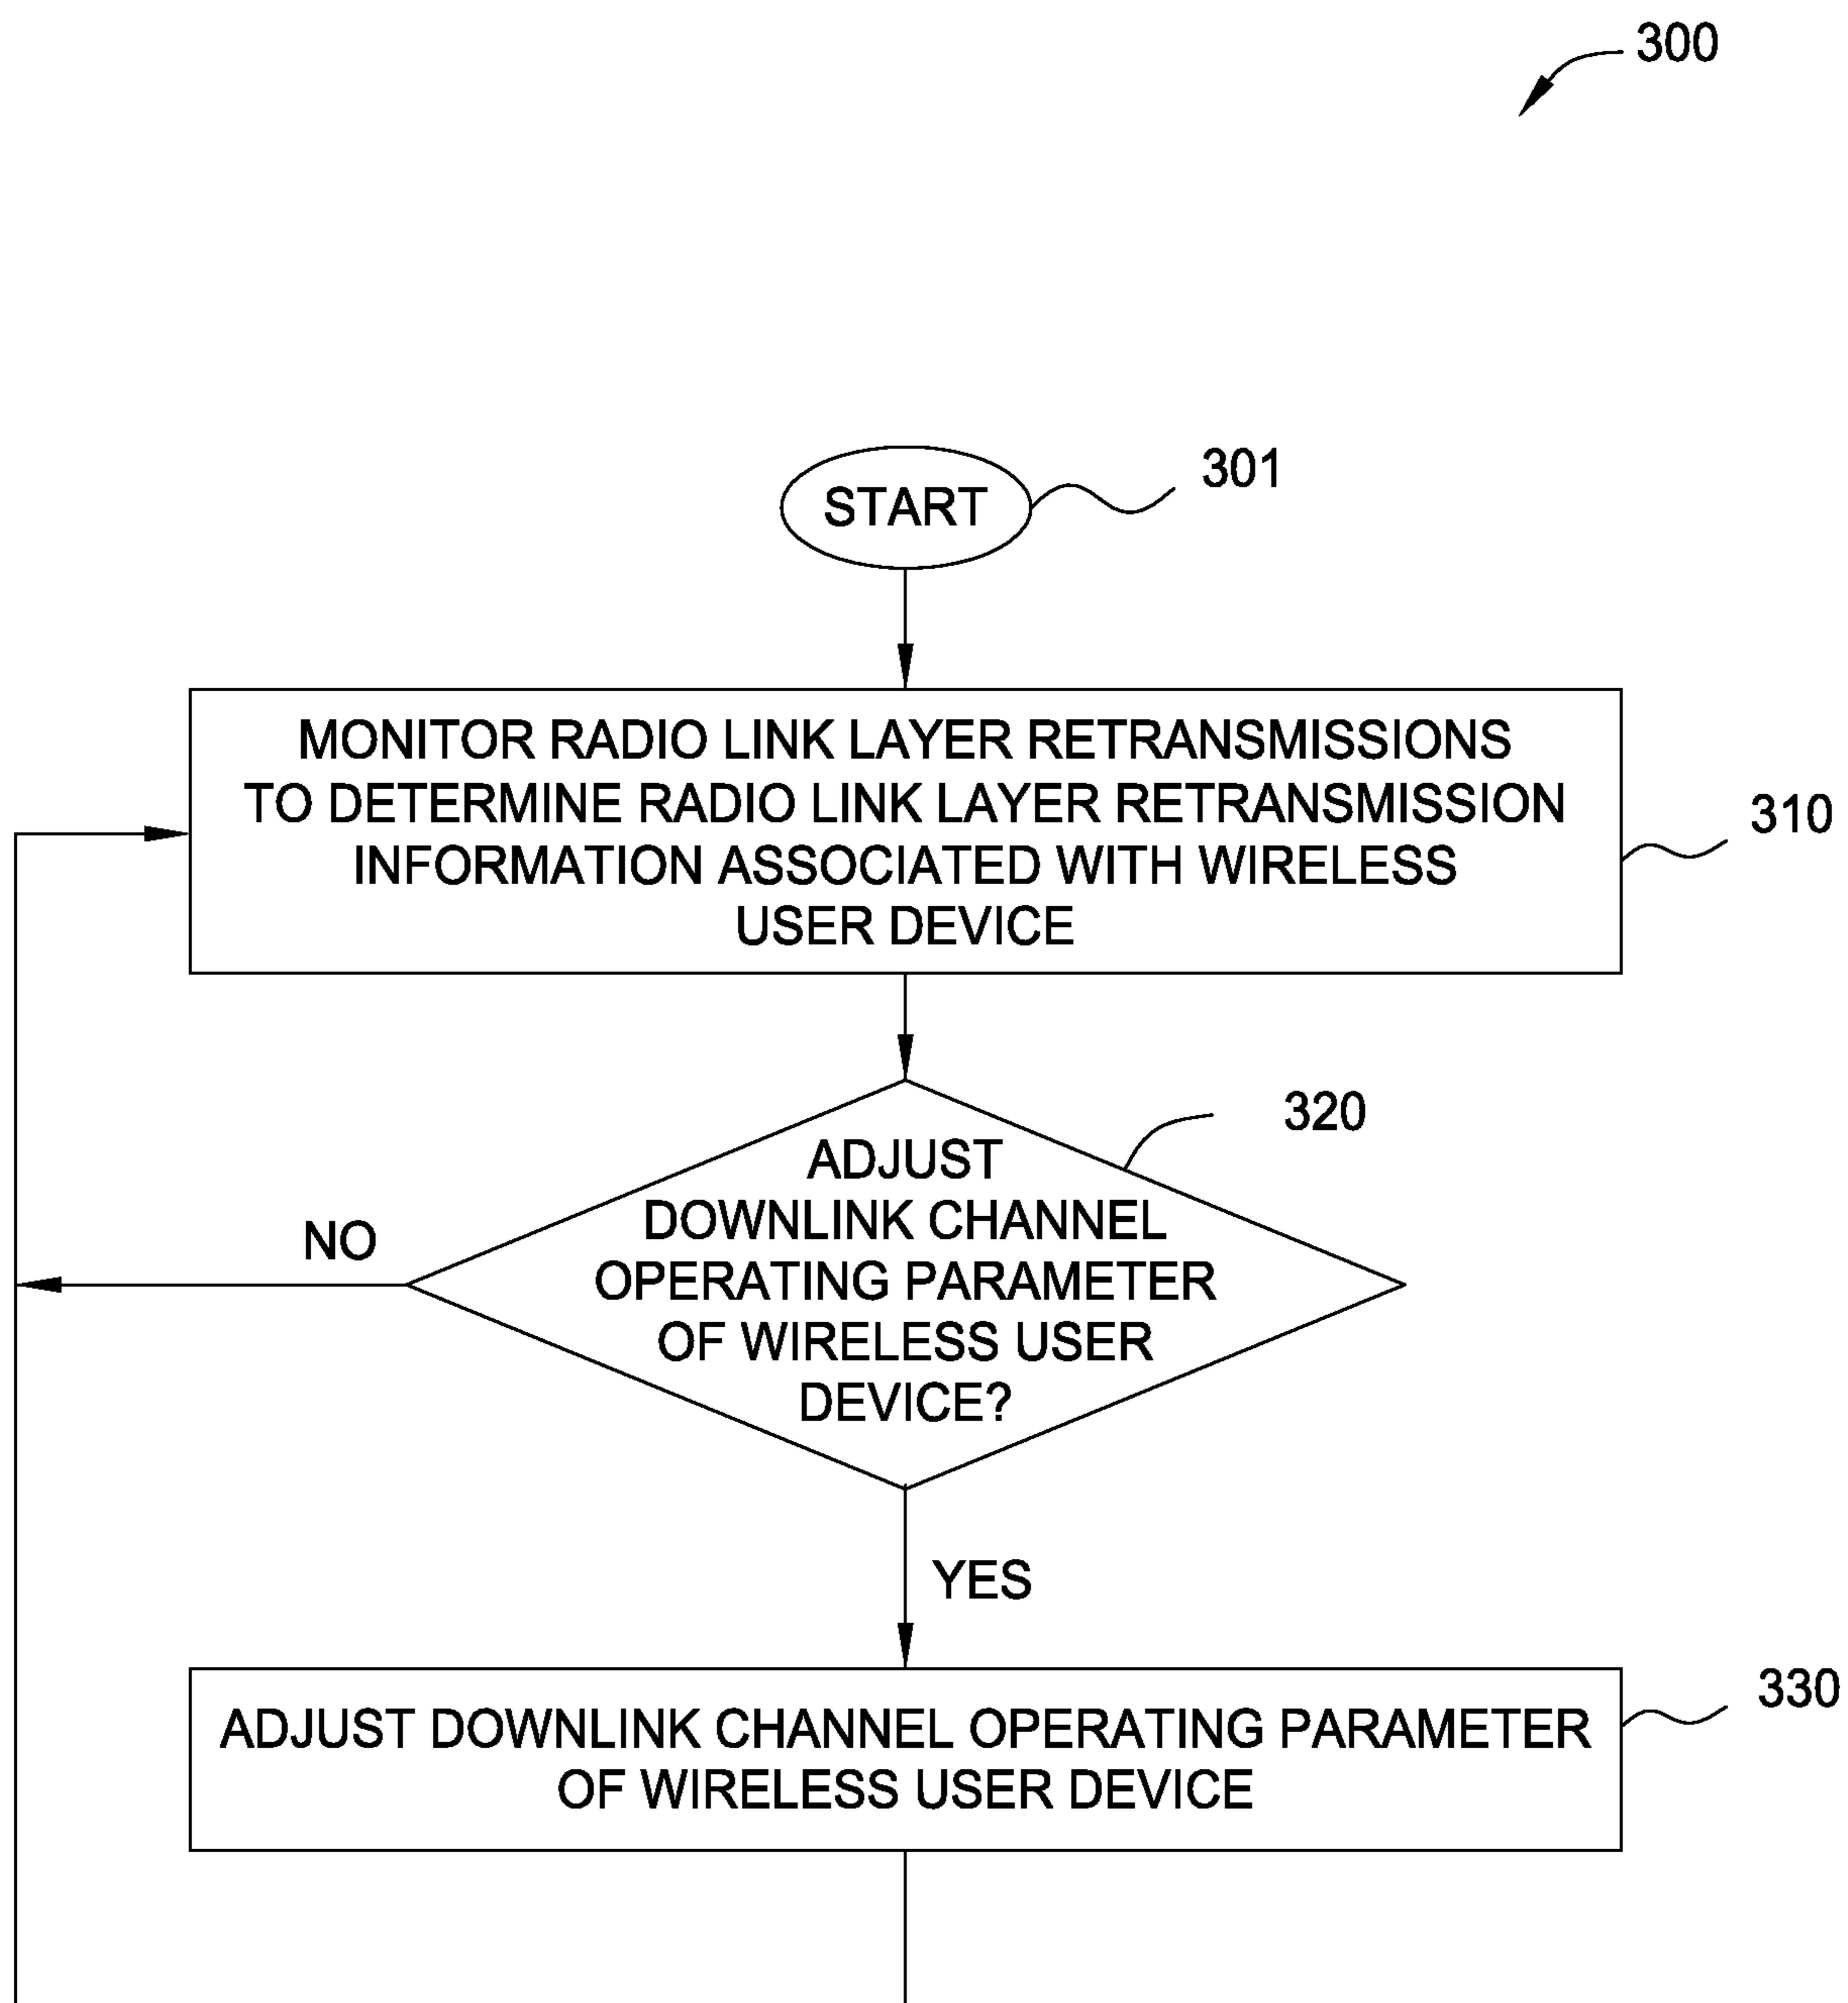 300
START
301
MONITOR RADIO LINK LAYER RETRANSMISSIONS
TO DETERMINE RADIO LINK LAYER RETRANSMISSION
INFORMATION ASSOCIATED WITH WIRELESS
USER DEVICE
310
320
ADJUST
DOWNLINK CHANNEL
OPERATING PARAMETER
OF WIRELESS USER
DEVICE?
NO
YES
330
ADJUST DOWNLINK CHANNEL OPERATING PARAMETER
OF WIRELESS USER DEVICE